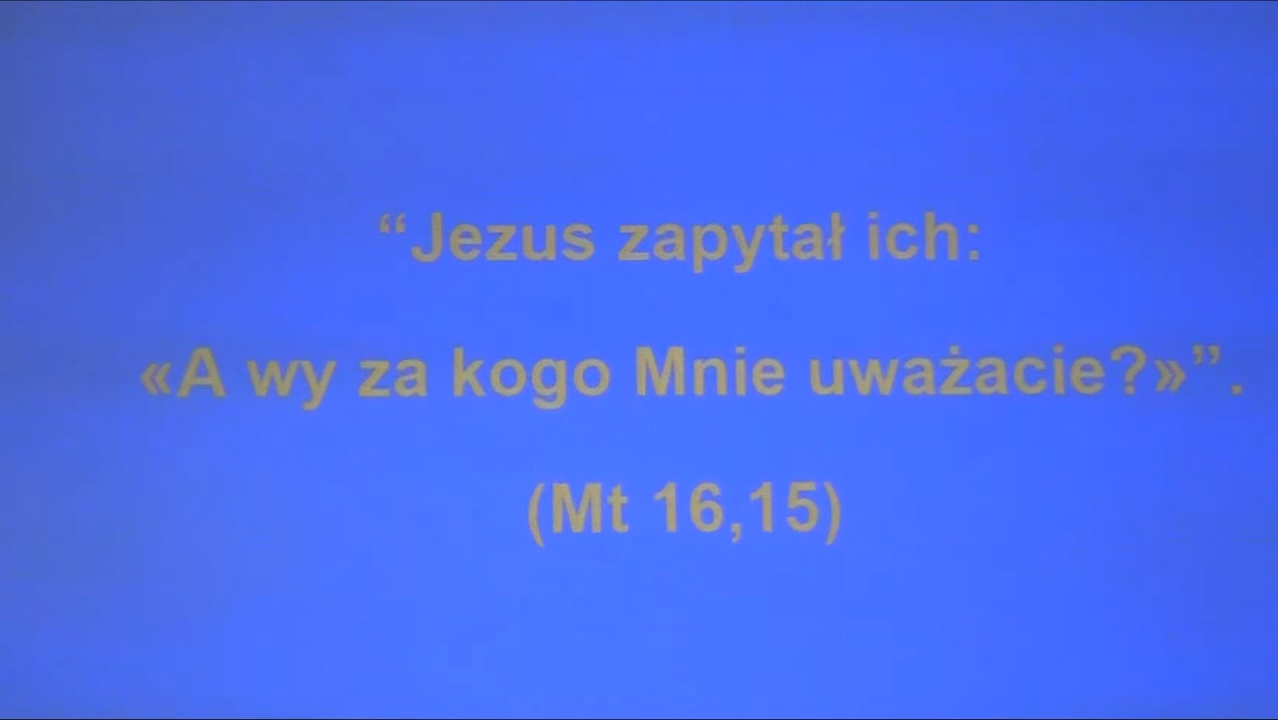 “Jezus zapytał ich:
«A wy za kogo Mnie uważacie?»”.
(Mt 16,15)